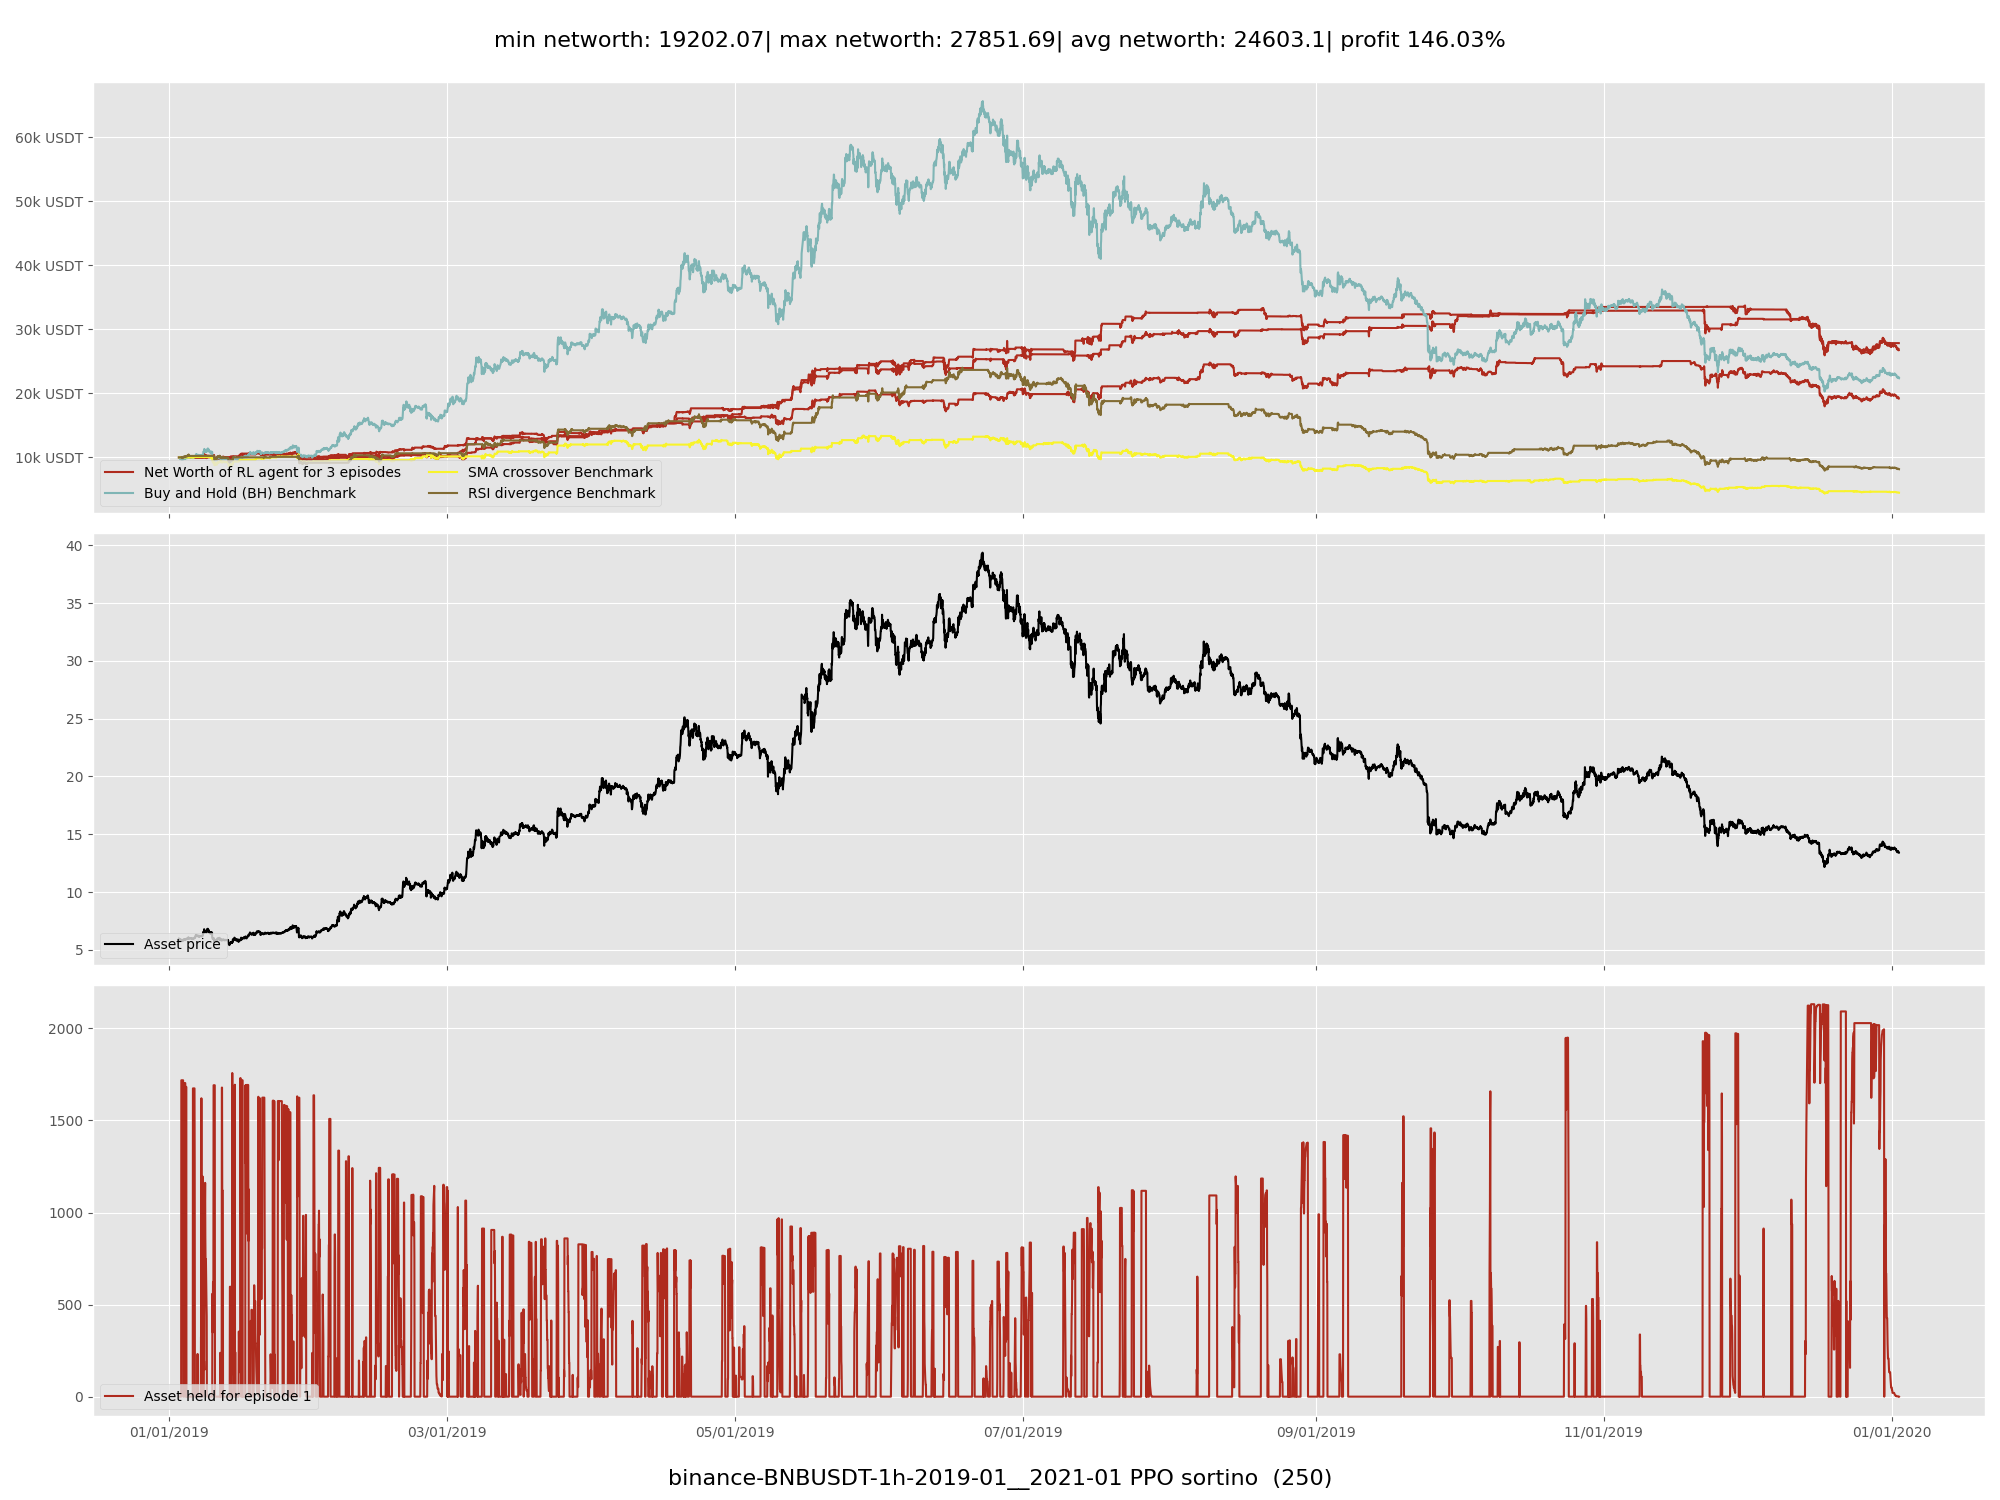 min networth: 19202.07| max networth: 27851.69| avg networth: 24603.1| profit 146.03%
60k USDT
50k USDT
40k USDT
30k USDT
20k USDT
10k USDT
Net Worth of RL agent for 3 episodes
Buy and Hold (BH) Benchmark
SMA crossover Benchmark
RSI divergence Benchmark
40
35
30
25
20
15
10
5
Asset price
2000
1500
1000
500
0
Asset held for episode 1
01/01/2019
03/01/2019
05/01/2019
07/01/2019
09/01/2019
11/01/2019
01/01/2020
binance-BNBUSDT-1h-2019-01__2021-01 PPO sortino  (250)